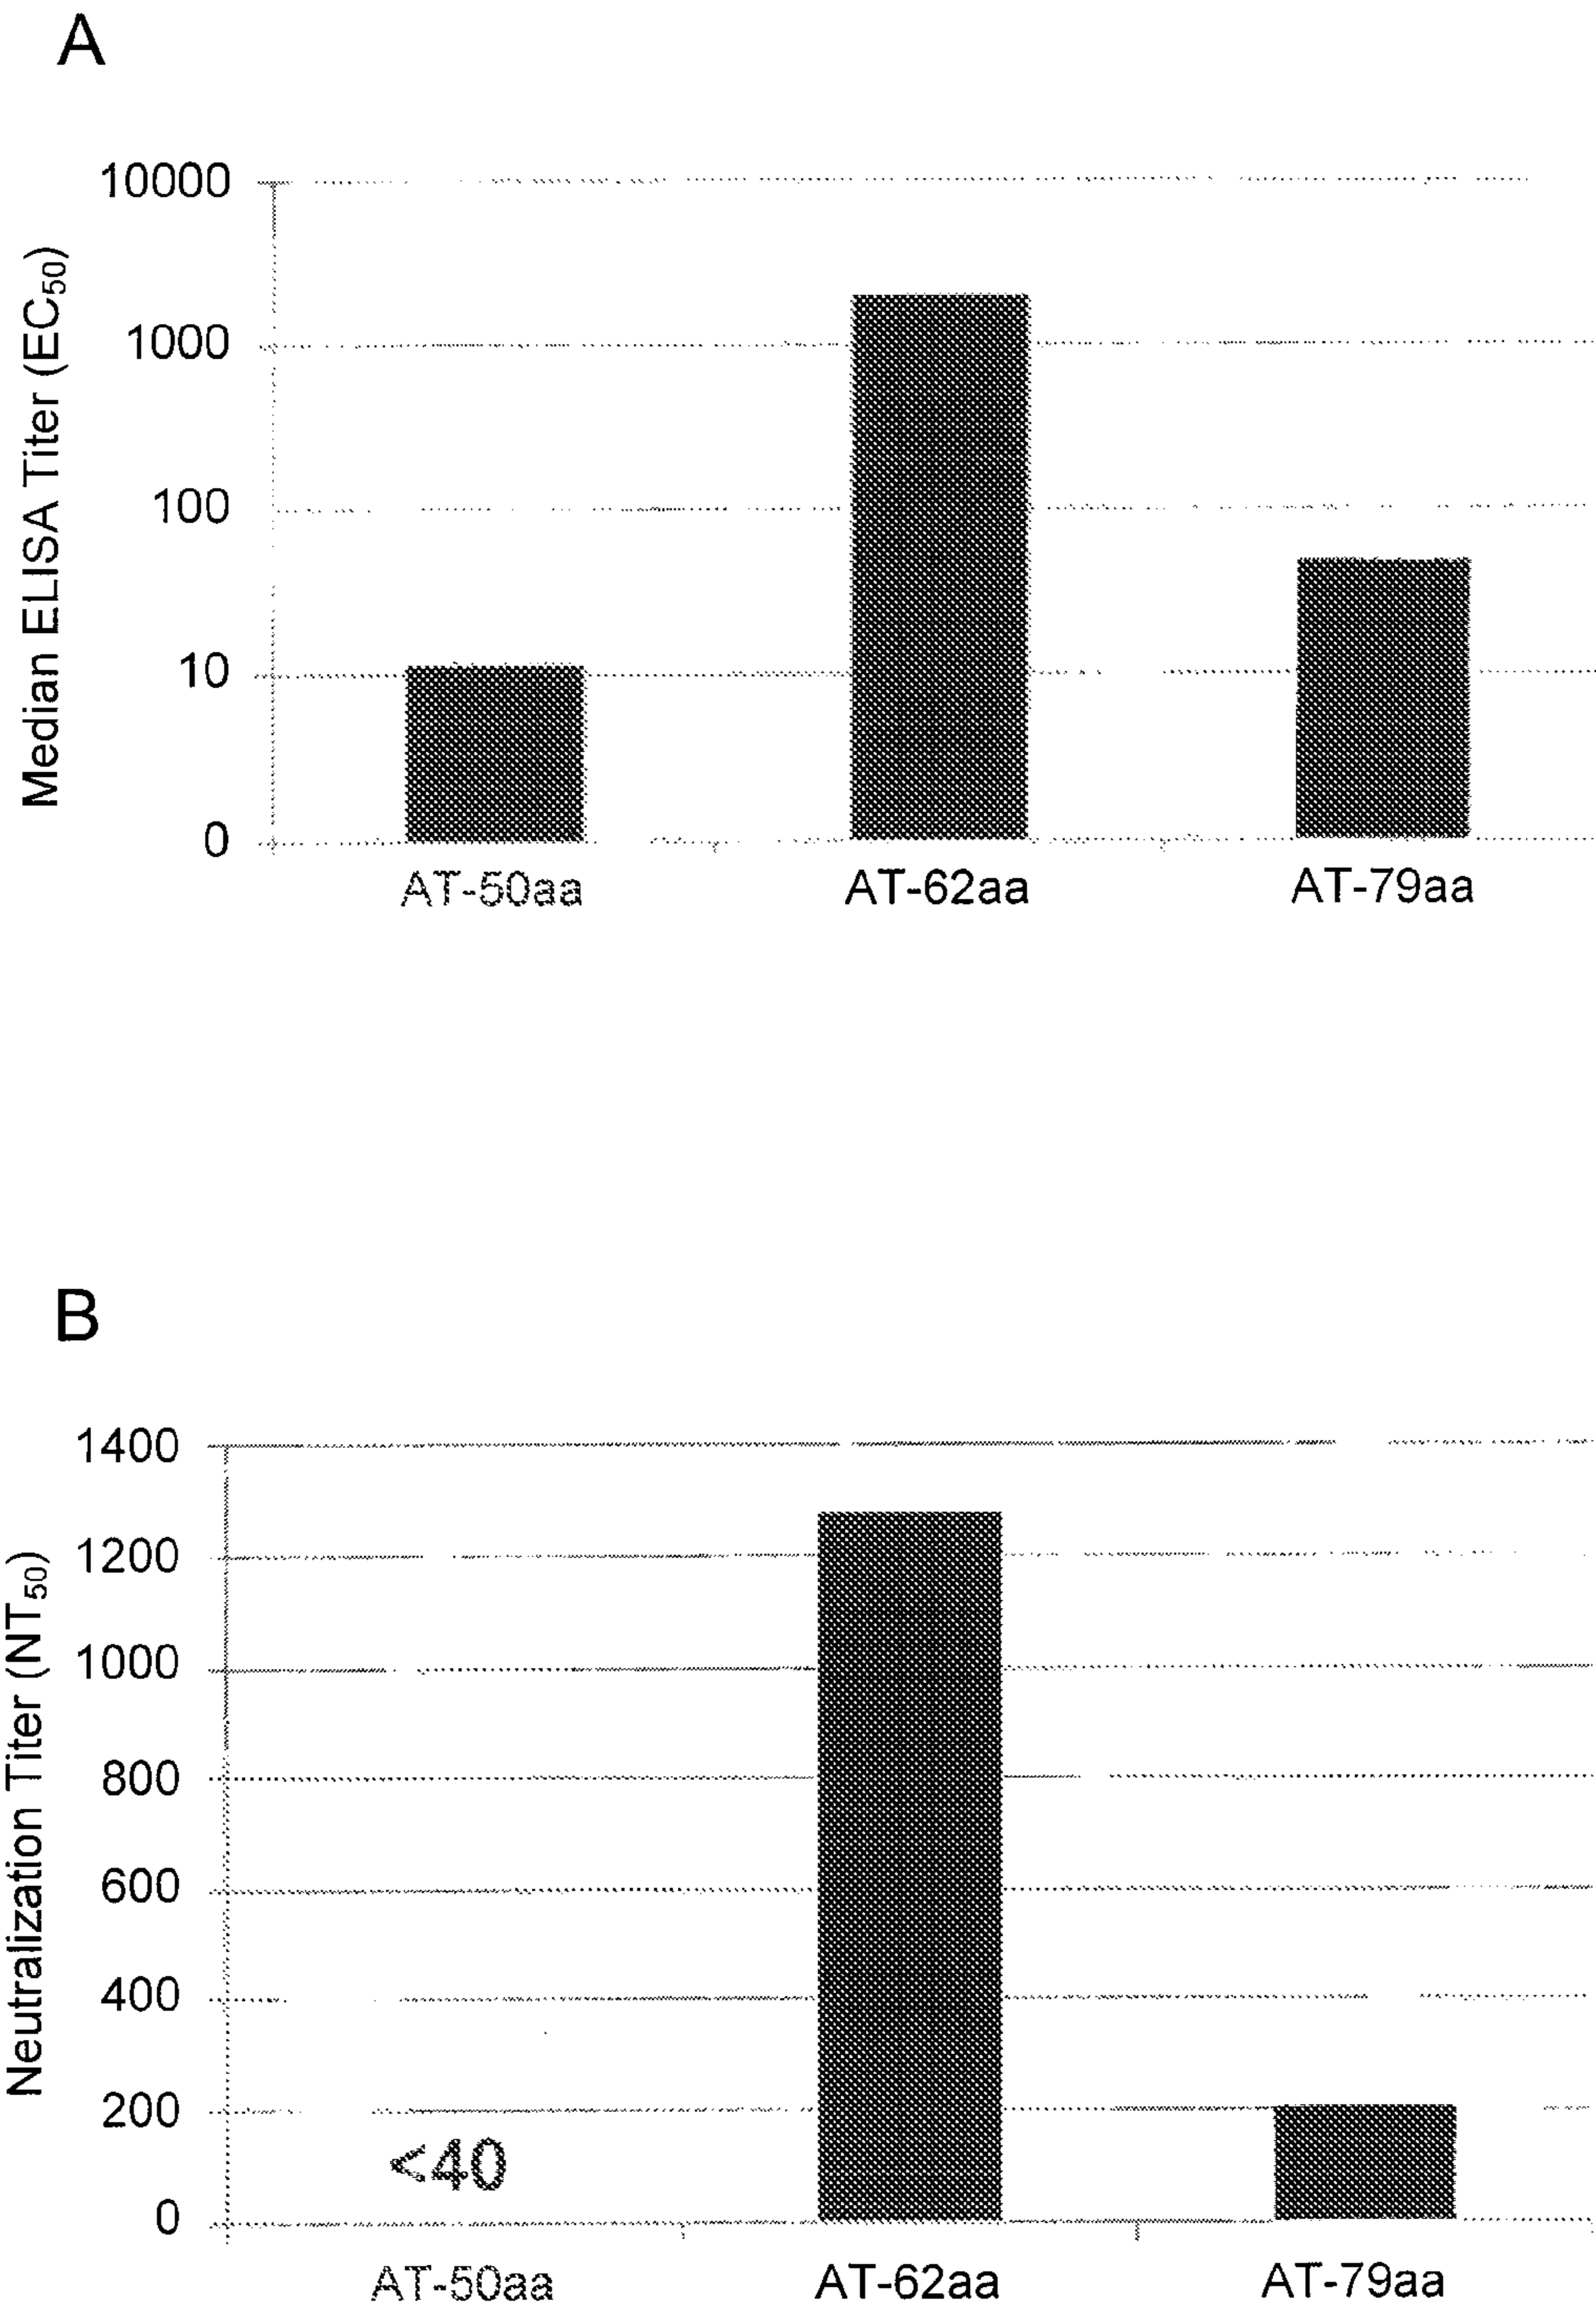 A
Median ELISA Titer (EC50)
10000
1000
100
10
0
AT-50aa AT-62aa AT-79aa
B
Neutralization Titer (NT50)
1400
1200
1000
800
600
400
200
0
<40
AT-50aa AT-62aa AT-79aa